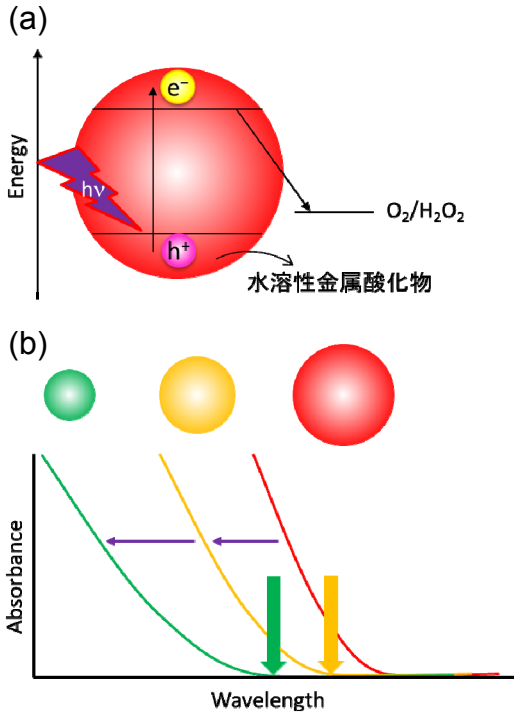 (a)
e⁻
Energy
hν
O₂/H₂O₂
h⁺
水溶性金属酸化物
(b)
Absorbance
Wavelength